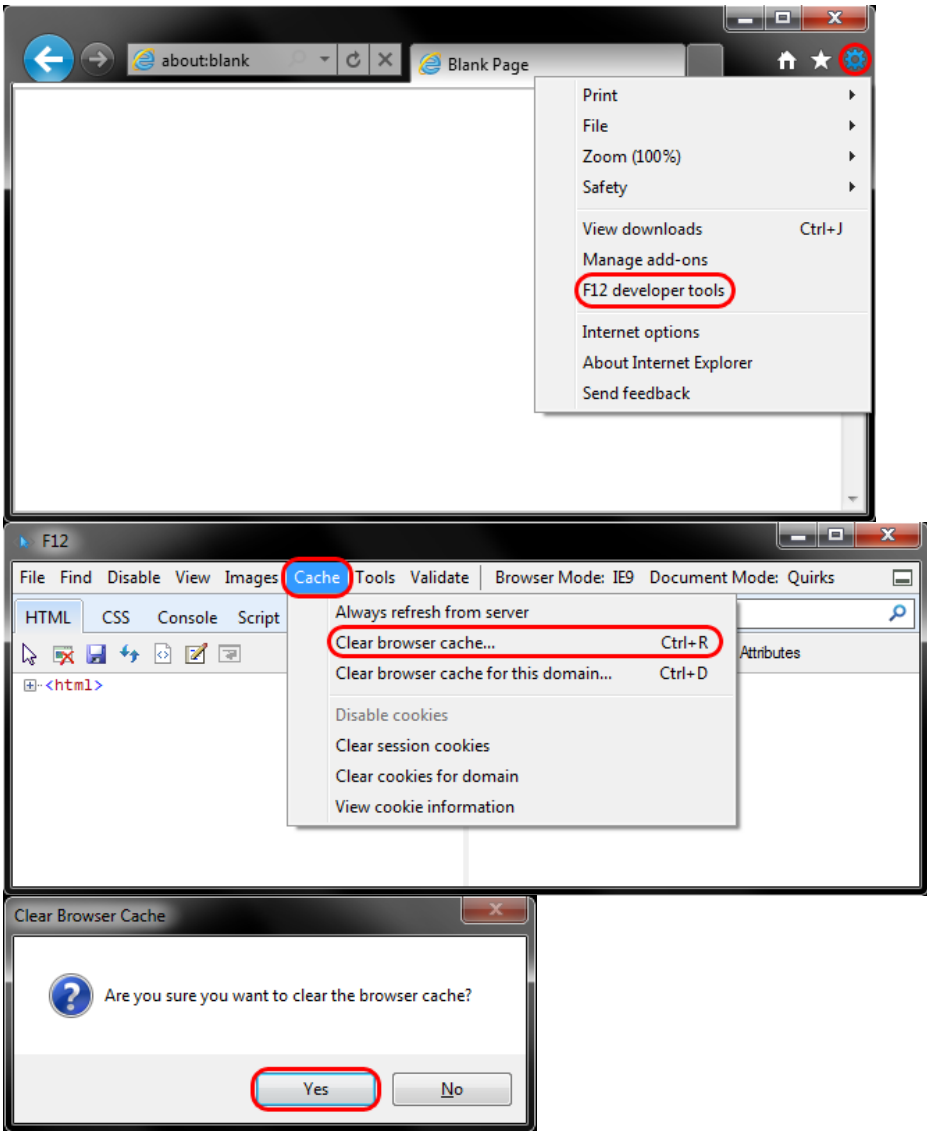 about:blank
Blank Page
Print
File
Zoom (100%)
Safety
View downloads Ctrl+J
Manage add-ons
F12 developer tools
Internet options
About Internet Explorer
Send feedback
F12
File Find Disable View Images Cache Tools Validate Browser Mode: IE9 Document Mode: Quirks
HTML CSS Console Script
Always refresh from server
Clear browser cache... Ctrl+R
Attributes
Clear browser cache for this domain... Ctrl+D
<html>
Disable cookies
Clear session cookies
Clear cookies for domain
View cookie information
Clear Browser Cache
Are you sure you want to clear the browser cache?
Yes No